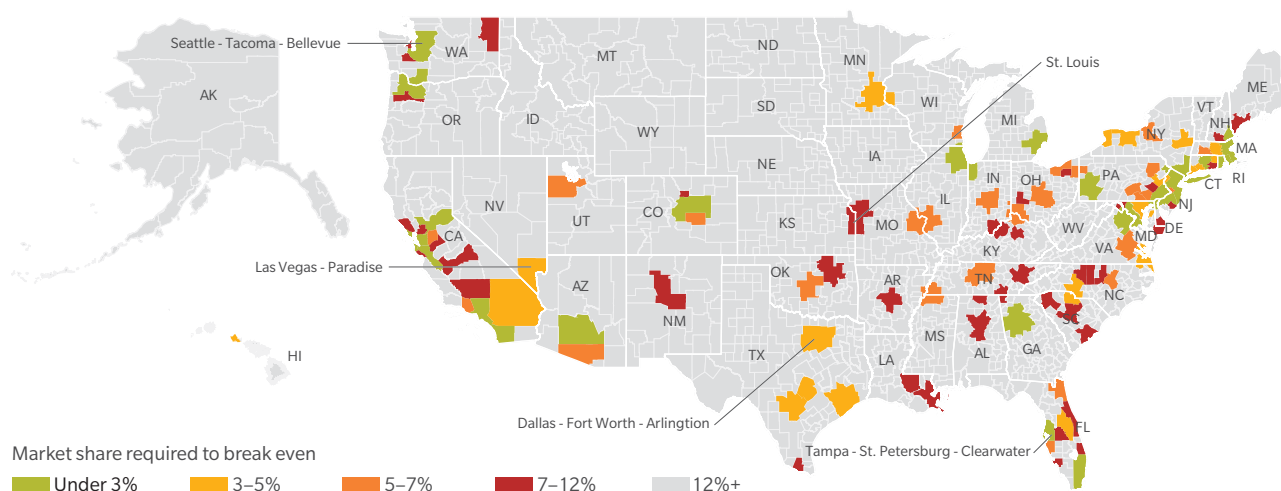 Seattle - Tacoma - Bellevue
WA
MT
ND
MN
St. Louis
ME
AK
OR
ID
SD
WI
MI
VT
NH
NY
MA
WY
IA
NE
PA
CT
RI
NV
UT
CO
KS
MO
IL
IN
OH
NJ
WV
MD
DE
CA
KY
VA
Las Vegas - Paradise
AZ
NM
OK
AR
TN
NC
SC
HI
TX
LA
MS
AL
GA
Dallas - Fort Worth - Arlingtion
FL
Tampa - St. Petersburg - Clearwater
Market share required to break even
Under 3%
3–5%
5–7%
7–12%
12%+